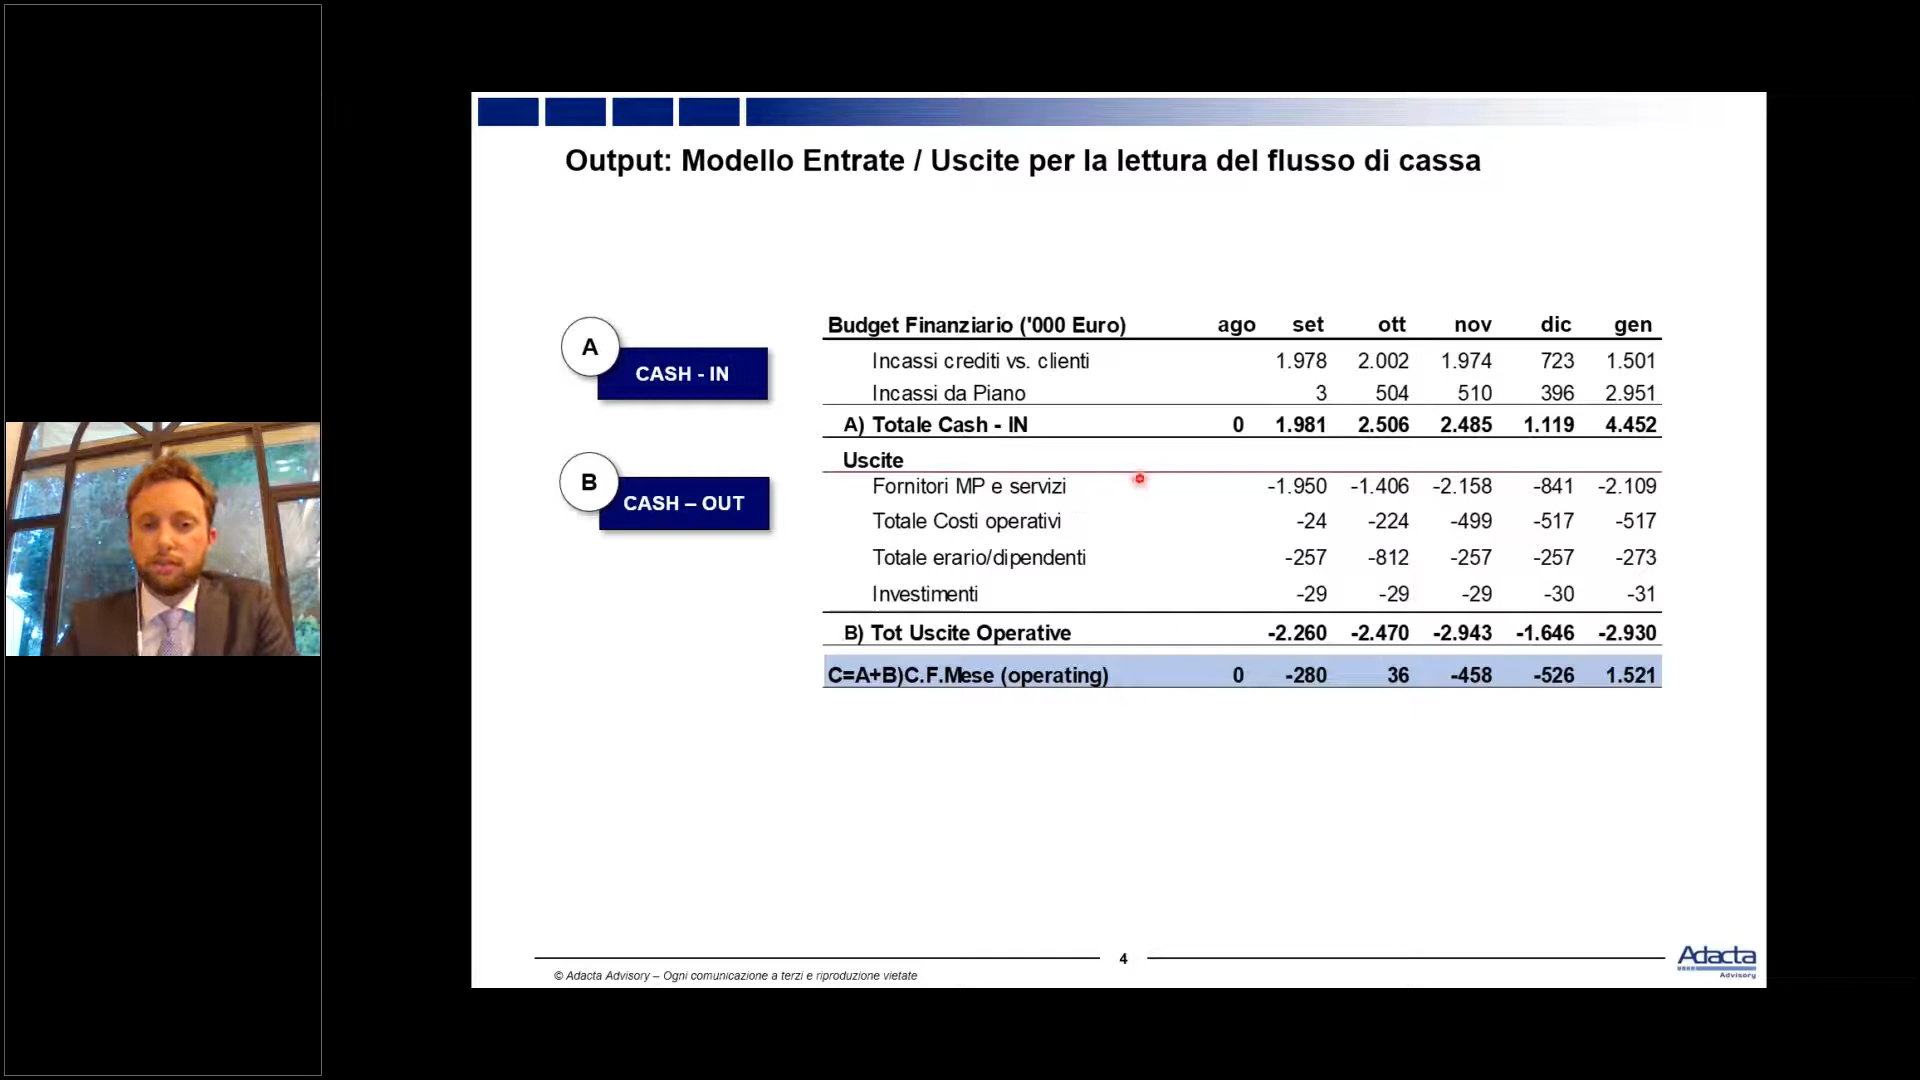 Output: Modello Entrate / Uscite per la lettura del flusso di cassa
A
CASH - IN
B
CASH – OUT
Budget Finanziario ('000 Euro) ago set ott nov dic gen
Incassi crediti vs. clienti 1.978 2.002 1.974 723 1.501
Incassi da Piano 3 504 510 396 2.951
A) Totale Cash - IN 0 1.981 2.506 2.485 1.119 4.452
Uscite
Fornitori MP e servizi -1.950 -1.406 -2.158 -841 -2.109
Totale Costi operativi -24 -224 -499 -517 -517
Totale erario/dipendenti -257 -812 -257 -257 -273
Investimenti -29 -29 -29 -30 -31
B) Tot Uscite Operative -2.260 -2.470 -2.943 -1.646 -2.930
C=A+B)C.F.Mese (operating) 0 -280 36 -458 -526 1.521
4
© Adacta Advisory – Ogni comunicazione a terzi e riproduzione vietate
Adacta
Advisory